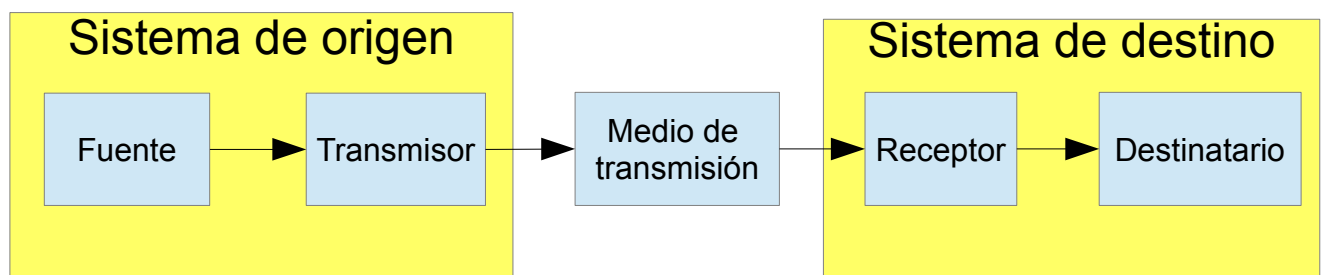 Sistema de origen
Sistema de destino
Fuente
Transmisor
Medio de
transmisión
Receptor
Destinatario